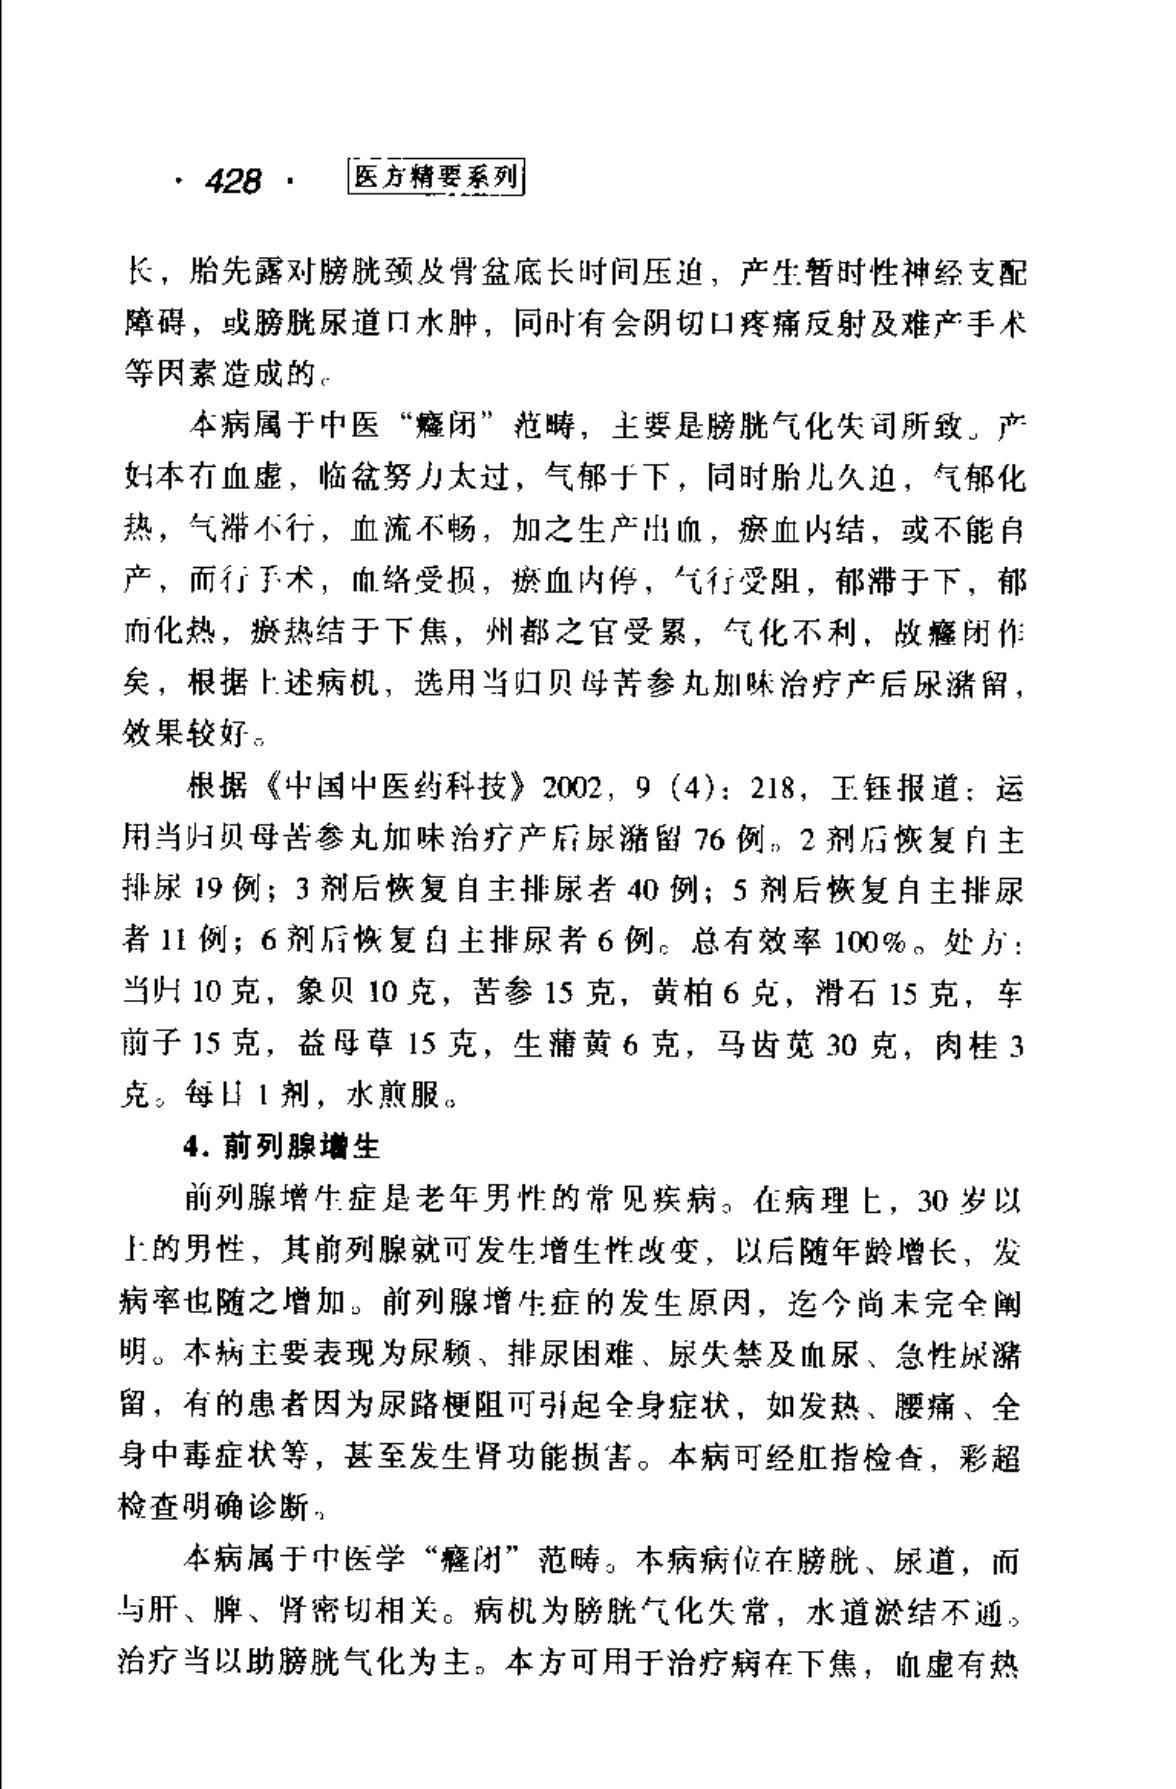 · 428 · 医方精要系列
长，胎先露对膀胱颈及骨盆底长时间压迫，产生暂时性神经支配
障碍，或膀胱尿道口水肿，同时有会阴切口疼痛反射及难产手术
等因素造成的。
本病属于中医“癃闭”范畴，主要是膀胱气化失司所致。产
妇本有血虚，临盆努力太过，气郁于下，同时胎儿久迫，气郁化
热，气滞不行，血流不畅，加之生产出血，瘀血内结，或不能自
产，而行手术，血络受损，瘀血内停，气行受阻，郁滞于下，郁
而化热，瘀热结于下焦，州都之官受累，气化不利，故癃闭作
矣，根据上述病机，选用当归贝母苦参丸加味治疗产后尿潴留，
效果较好。
根据《中国中医药科技》2002，9（4）：218，王钰报道：运
用当归贝母苦参丸加味治疗产后尿潴留 76 例。2 剂后恢复自主
排尿 19 例；3 剂后恢复自主排尿者 40 例；5 剂后恢复自主排尿
者 11 例；6 剂后恢复自主排尿者 6 例。总有效率 100%。处方：
当归 10 克，象贝 10 克，苦参 15 克，黄柏 6 克，滑石 15 克，车
前子 15 克，益母草 15 克，生蒲黄 6 克，马齿苋 30 克，肉桂 3
克。每日 1 剂，水煎服。
4. 前列腺增生
前列腺增生症是老年男性的常见疾病。在病理上，30 岁以
上的男性，其前列腺就可发生增生性改变，以后随年龄增长，发
病率也随之增加。前列腺增生症的发生原因，迄今尚未完全阐
明。本病主要表现为尿频、排尿困难、尿失禁及血尿、急性尿潴
留，有的患者因为尿路梗阻可引起全身症状，如发热、腰痛、全
身中毒症状等，甚至发生肾功能损害。本病可经肛指检查，彩超
检查明确诊断。
本病属于中医学“癃闭”范畴。本病病位在膀胱、尿道，而
与肝、脾、肾密切相关。病机为膀胱气化失常，水道淤结不通。
治疗当以助膀胱气化为主。本方可用于治疗病在下焦，血虚有热